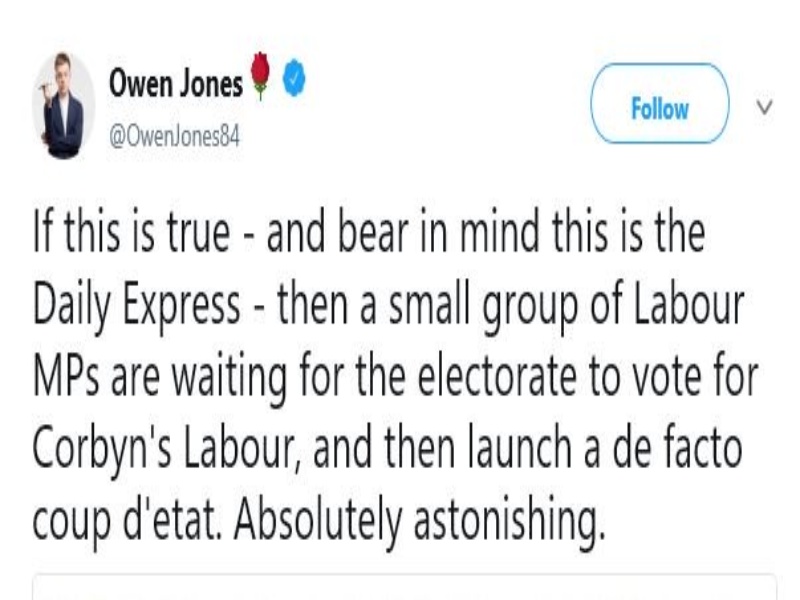 Owen Jones🌹
@OwenJones84
Follow
If this is true - and bear in mind this is the
Daily Express - then a small group of Labour
MPs are waiting for the electorate to vote for
Corbyn's Labour, and then launch a de facto
coup d'etat. Absolutely astonishing.